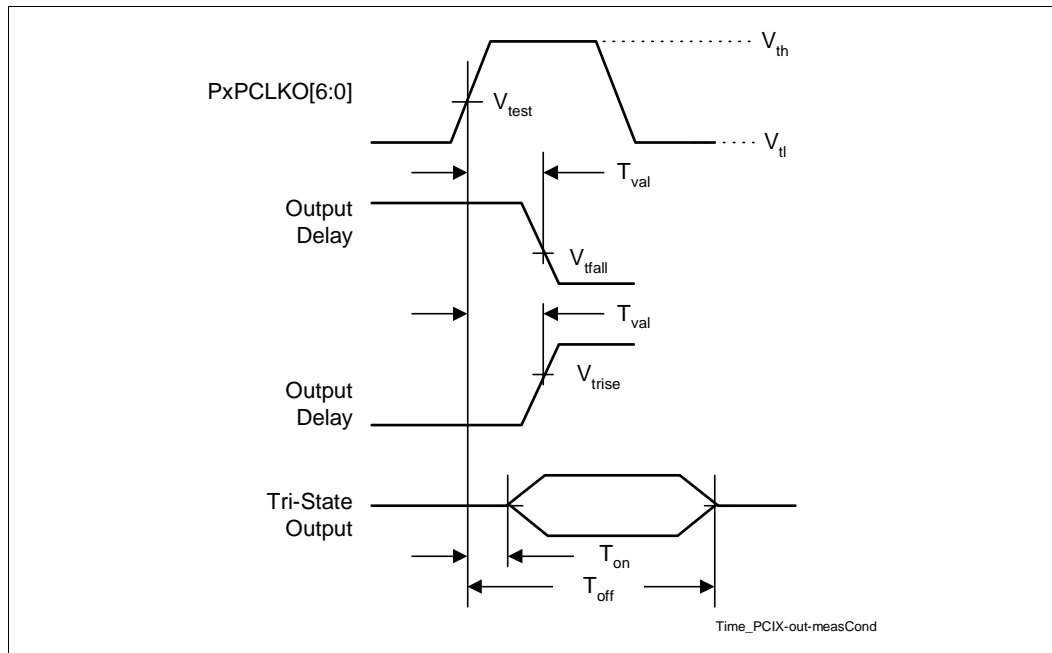 V_th
PxPCLKO[6:0]
V_test
V_tl
T_val
Output
Delay
V_tfall
T_val
V_trise
Output
Delay
Tri-State
Output
T_on
T_off
Time_PCIX-out-measCond